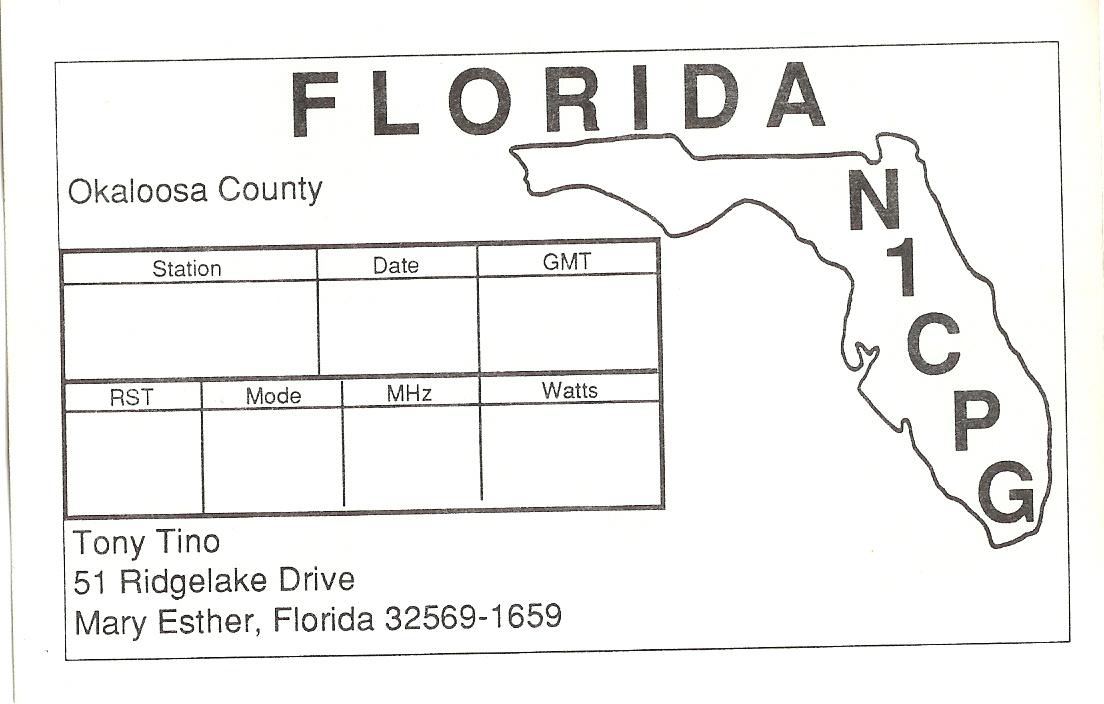 FLORIDA
Okaloosa County
Station Date GMT
RST Mode MHz Watts
Tony Tino
51 Ridgelake Drive
Mary Esther, Florida 32569-1659
N
1
C
P
G